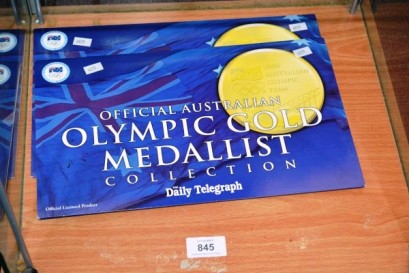 OFFICIAL AUSTRALIAN
OLYMPIC GOLD
MEDALLIST
COLLECTION
The Daily Telegraph
Official Licensed Product
845